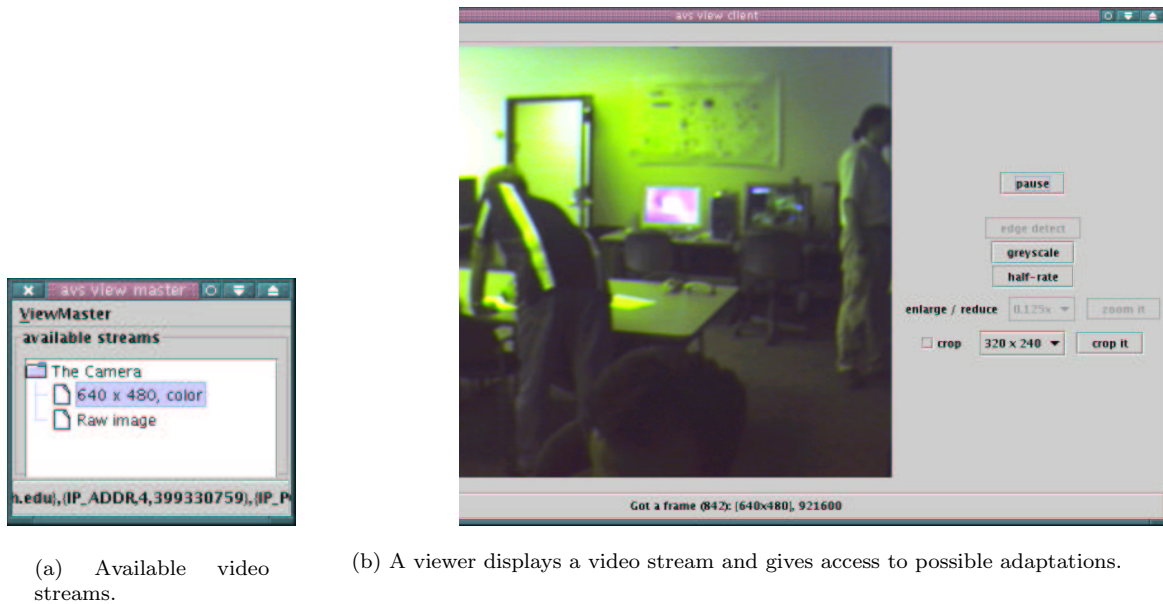 avs view master
ViewMaster
available streams
The Camera
640 x 480, color
Raw image
h.edu),(IP_ADDR,4,399330759),(IP_P
(a) Available video
streams.
avs view client
pause
edge detect
greyscale
half-rate
enlarge / reduce 0.125x zoom it
crop 320 x 240 crop it
Got a frame (842): [640x480], 921600
(b) A viewer displays a video stream and gives access to possible adaptations.